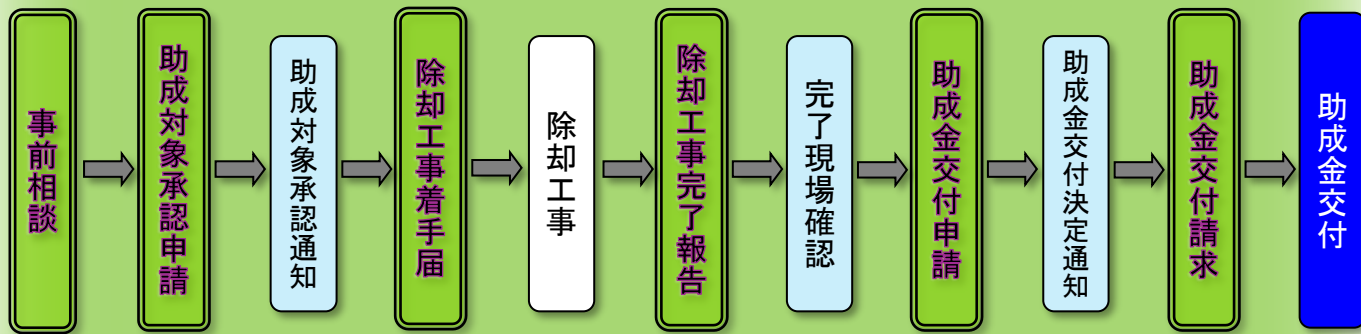 事前相談
助成対象承認申請
助成対象承認通知
除却工事着手届
除却工事
除却工事完了報告
完了現場確認
助成金交付申請
助成金交付決定通知
助成金交付請求
助成金交付